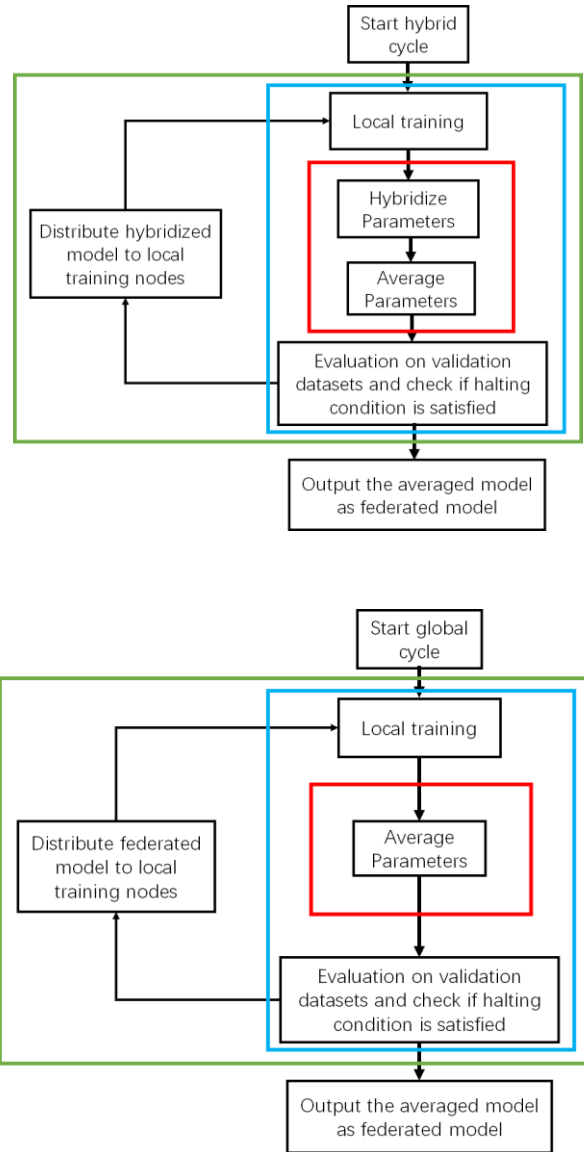 Start hybrid
cycle
Local training
Hybridize
Parameters
Distribute hybridized
model to local
training nodes
Average
Parameters
Evaluation on validation
datasets and check if halting
condition is satisfied
Output the averaged model
as federated model
Start global
cycle
Local training
Average
Parameters
Distribute federated
model to local
training nodes
Evaluation on validation
datasets and check if halting
condition is satisfied
Output the averaged model
as federated model